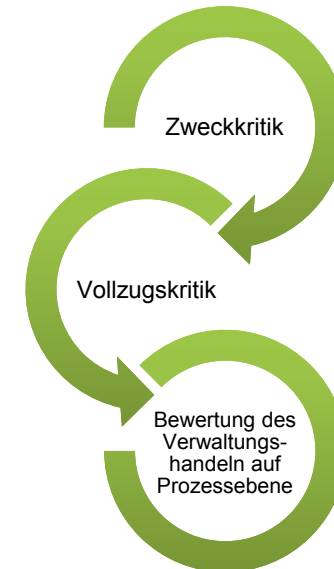 Zweckkritik
Vollzugskritik
Bewertung des
Verwaltungs-
handeln auf
Prozessebene